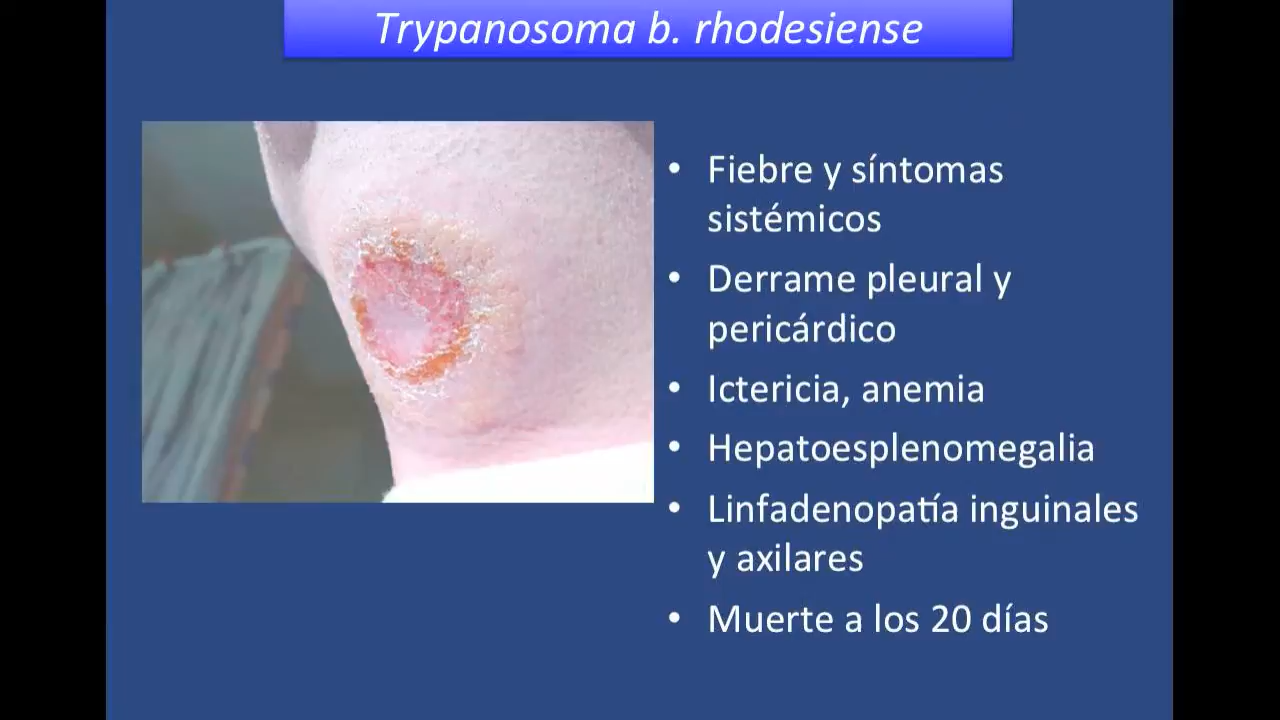 Trypanosoma b. rhodesiense
• Fiebre y síntomas
sistémicos
• Derrame pleural y
pericárdico
• Ictericia, anemia
• Hepatoesplenomegalia
• Linfadenopatía inguinales
y axilares
• Muerte a los 20 días